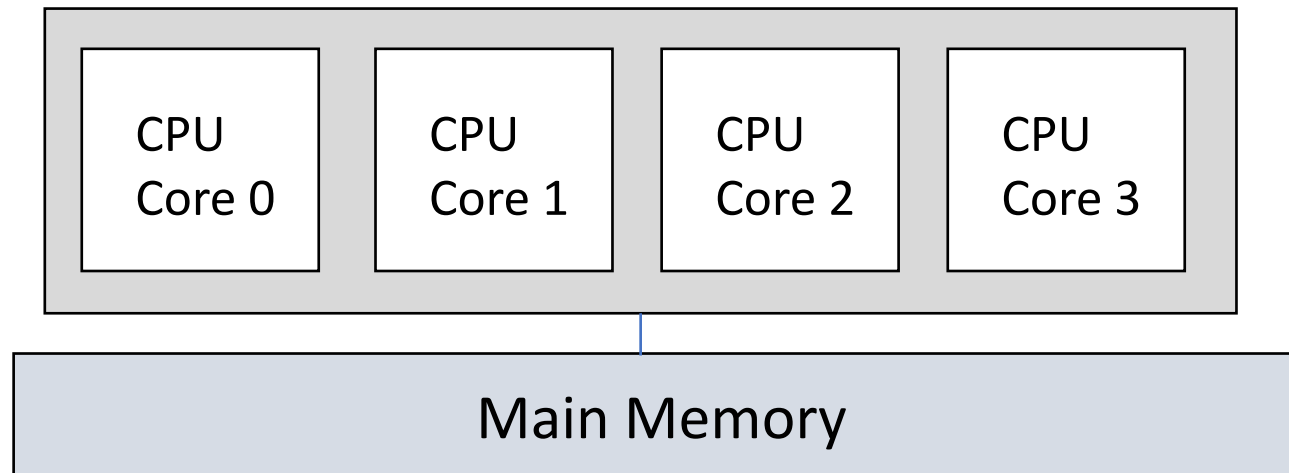 CPU
Core 0
CPU
Core 1
CPU
Core 2
CPU
Core 3
Main Memory